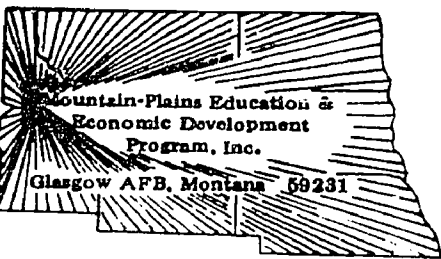 Mountain-Plains Education &
Economic Development
Program, Inc.
Glasgow AFB, Montana 59231